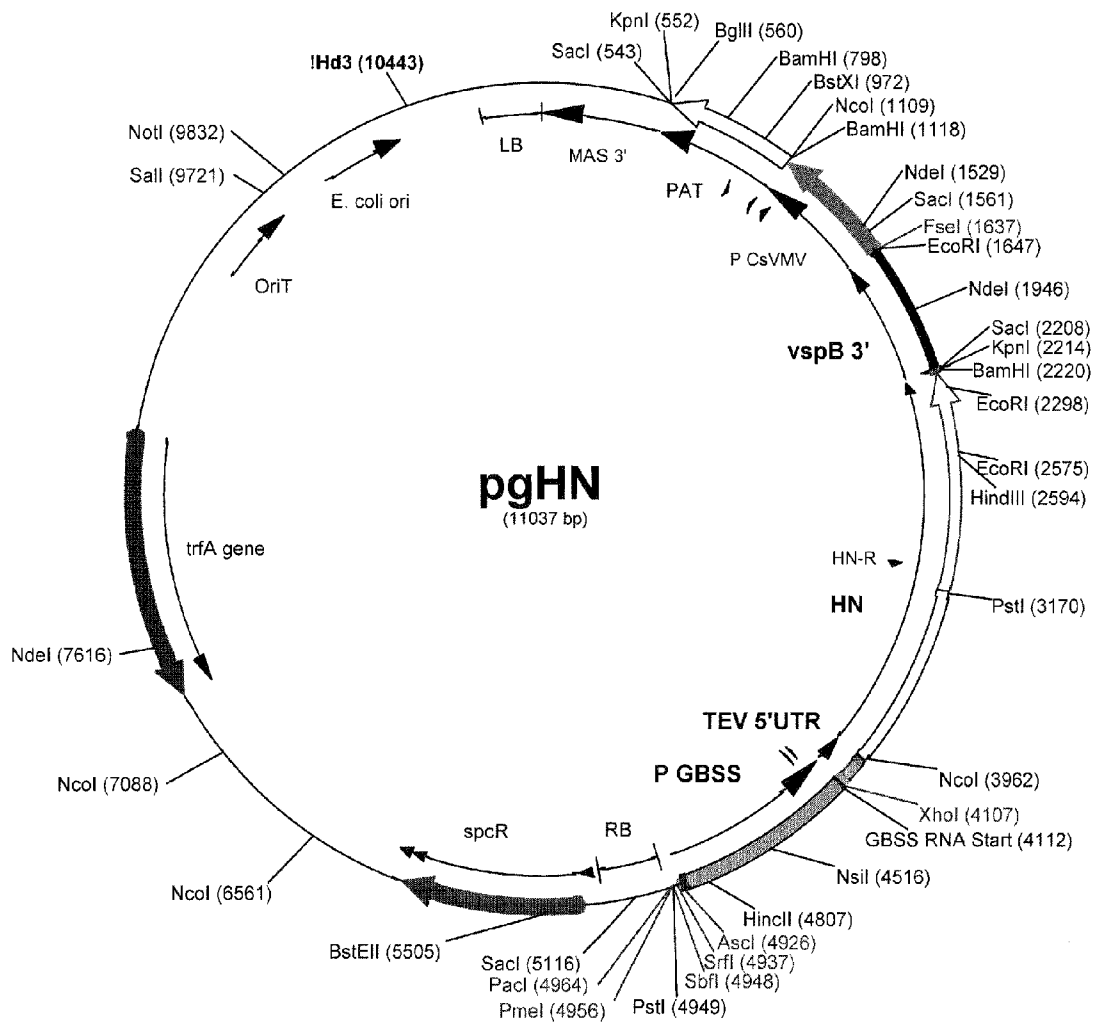 KpnI (552)
BglII (560)
SacI (543)
BamHI (798)
!Hd3 (10443)
BstXI (972)
NcoI (1109)
NotI (9832)
BamHI (1118)
LB
MAS 3'
SalI (9721)
NdeI (1529)
E. coli ori
PAT
SacI (1561)
FseI (1637)
EcoRI (1647)
P CsVMV
OriT
NdeI (1946)
SacI (2208)
vspB 3'
KpnI (2214)
BamHI (2220)
EcoRI (2298)
EcoRI (2575)
pgHN
HindIII (2594)
(11037 bp)
trfA gene
HN-R
HN
PstI (3170)
NdeI (7616)
TEV 5'UTR
P GBSS
NcoI (3962)
NcoI (7088)
XhoI (4107)
spcR
RB
GBSS RNA Start (4112)
NsiI (4516)
NcoI (6561)
HincII (4807)
BstEII (5505)
AscI (4926)
SacI (5116)
SrfI (4937)
PacI (4964)
SbfI (4948)
PmeI (4956)
PstI (4949)